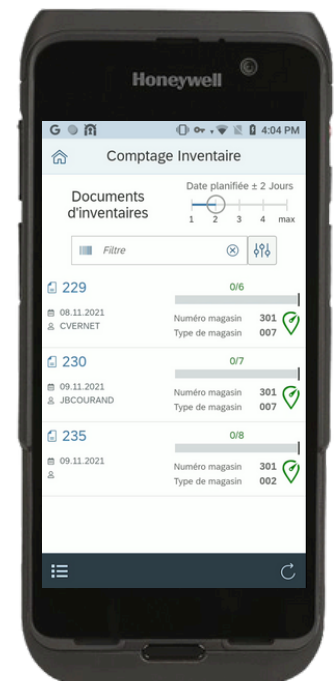 Honeywell
G 4:04 PM
Comptage Inventaire
Documents
d'inventaires
Date planifiée ± 2 Jours
1 2 3 4 max
Filtre
229
0/6
08.11.2021
CVERNET
Numéro magasin 301
Type de magasin 007
230
0/7
09.11.2021
JBCOURAND
Numéro magasin 301
Type de magasin 007
235
0/8
09.11.2021
Numéro magasin 301
Type de magasin 002